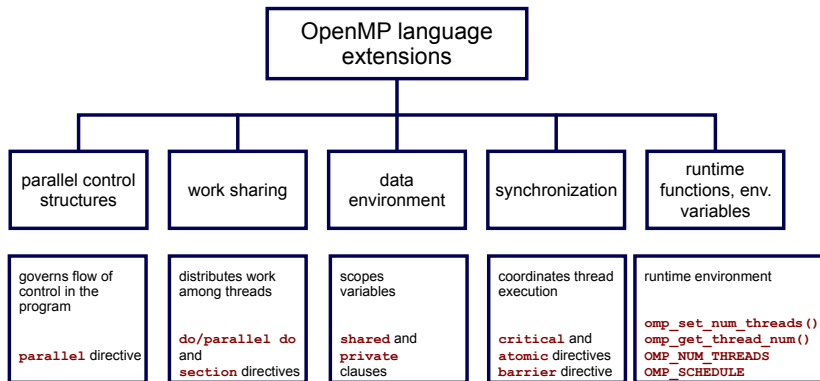 OpenMP language
extensions
parallel control
structures
work sharing
data
environment
synchronization
runtime
functions, env.
variables
governs flow of
control in the
program
parallel directive
distributes work
among threads
do/parallel do
and
section directives
scopes
variables
shared and
private
clauses
coordinates thread
execution
critical and
atomic directives
barrier directive
runtime environment
omp_set_num_threads()
omp_get_thread_num()
OMP_NUM_THREADS
OMP_SCHEDULE